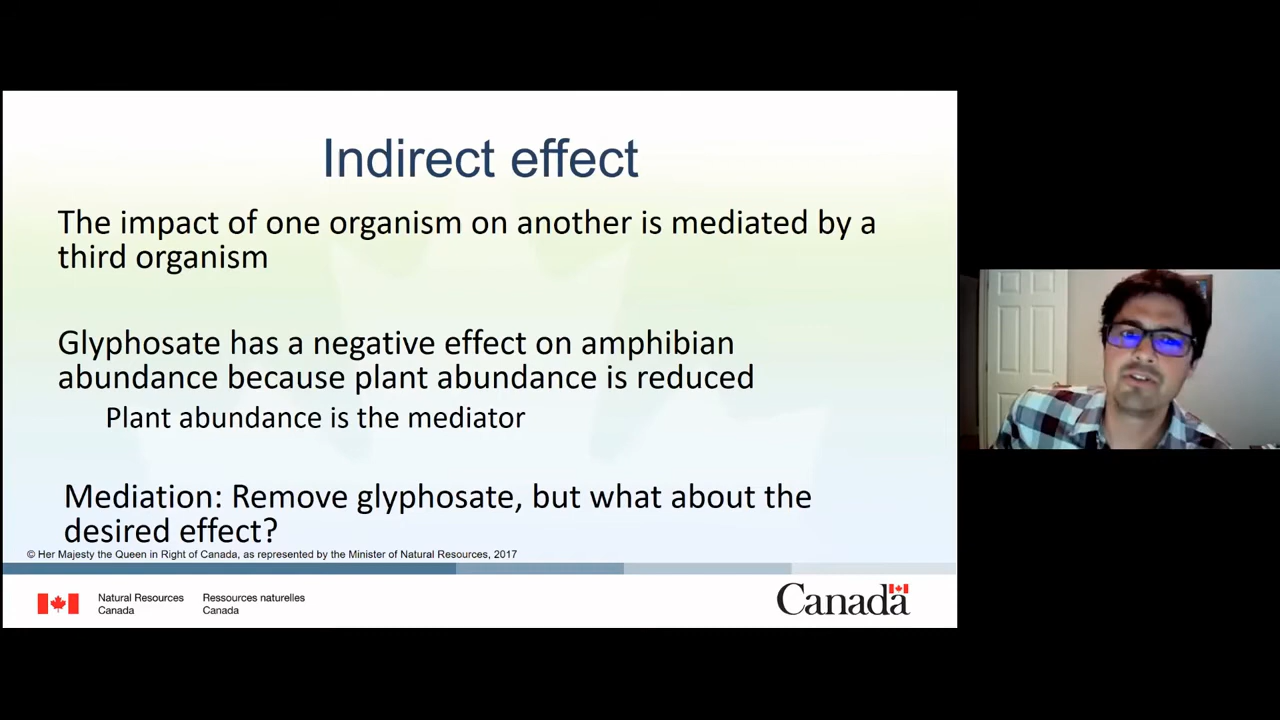 Indirect effect
The impact of one organism on another is mediated by a
third organism
Glyphosate has a negative effect on amphibian
abundance because plant abundance is reduced
Plant abundance is the mediator
Mediation: Remove glyphosate, but what about the
desired effect?
© Her Majesty the Queen in Right of Canada, as represented by the Minister of Natural Resources, 2017
Natural Resources Ressources naturelles
Canada Canada
Canada